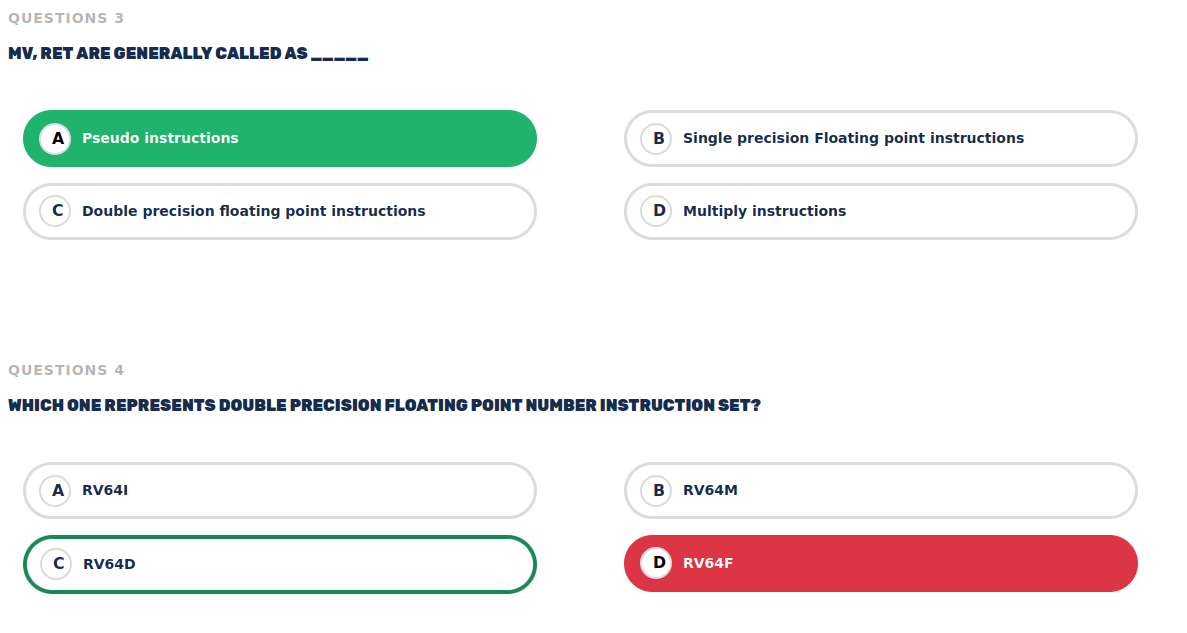 QUESTIONS 3
MV, RET ARE GENERALLY CALLED AS _____
A Pseudo instructions
B Single precision Floating point instructions
C Double precision floating point instructions
D Multiply instructions
QUESTIONS 4
WHICH ONE REPRESENTS DOUBLE PRECISION FLOATING POINT NUMBER INSTRUCTION SET?
A RV64I
B RV64M
C RV64D
D RV64F